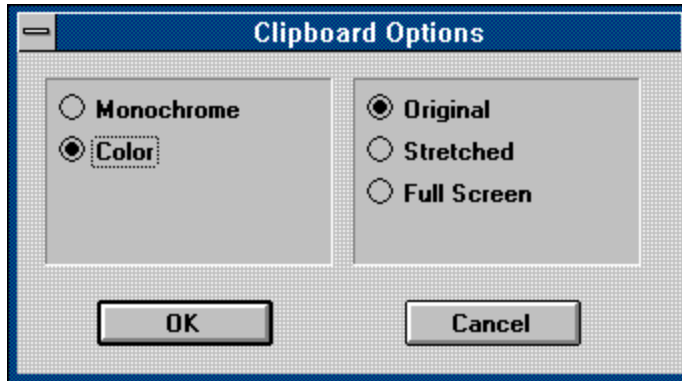 Clipboard Options
Monochrome
Color
Original
Stretched
Full Screen
OK
Cancel